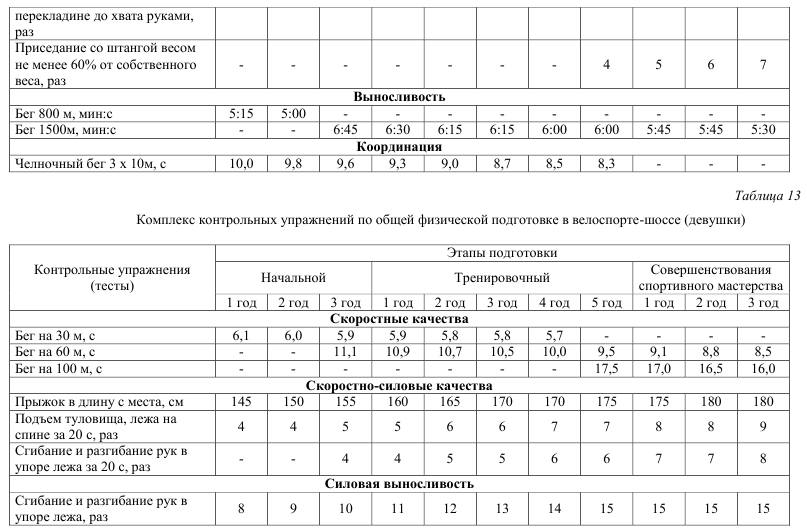 перекладине до хвата руками,
раз
Приседание со штангой весом
не менее 60% от собственного - - - - - - - 4 5 6 7
веса, раз
Выносливость
Бег 800 м, мин:с 5:15 5:00
Бег 1500м, мин:с - - 6:45 6:30 6:15 6:15 6:00 6:00 5:45 5:45 5:30
Координация
Челночный бег 3 х 10м, с 10,0 9,8 9,6 9,3 9,0 8,7 8,5 8,3 - - -
Таблица 13
Комплекс контрольных упражнений по общей физической подготовке в велоспорте-шоссе (девушки)
Контрольные упражнения
(тесты)
Этапы подготовки
Начальной Тренировочный Совершенствования
спортивного мастерства
1 год 2 год 3 год 1 год 2 год 3 год 4 год 5 год 1 год 2 год 3 год
Скоростные качества
Бег на 30 м, с 6,1 6,0 5,9 5,9 5,8 5,8 5,7 - - - -
Бег на 60 м, с - - 11,1 10,9 10,7 10,5 10,0 9,5 9,1 8,8 8,5
Бег на 100 м, с - - - - - - - 17,5 17,0 16,5 16,0
Скоростно-силовые качества
Прыжок в длину с места, см 145 150 155 160 165 170 170 175 175 180 180
Подъем туловища, лежа на
спине за 20 с, раз 4 4 5 5 6 6 7 7 8 8 9
Сгибание и разгибание рук в
упоре лежа за 20 с, раз - - 4 4 5 5 6 6 7 7 8
Силовая выносливость
Сгибание и разгибание рук в
упоре лежа, раз 8 9 10 11 12 13 14 15 15 15 15